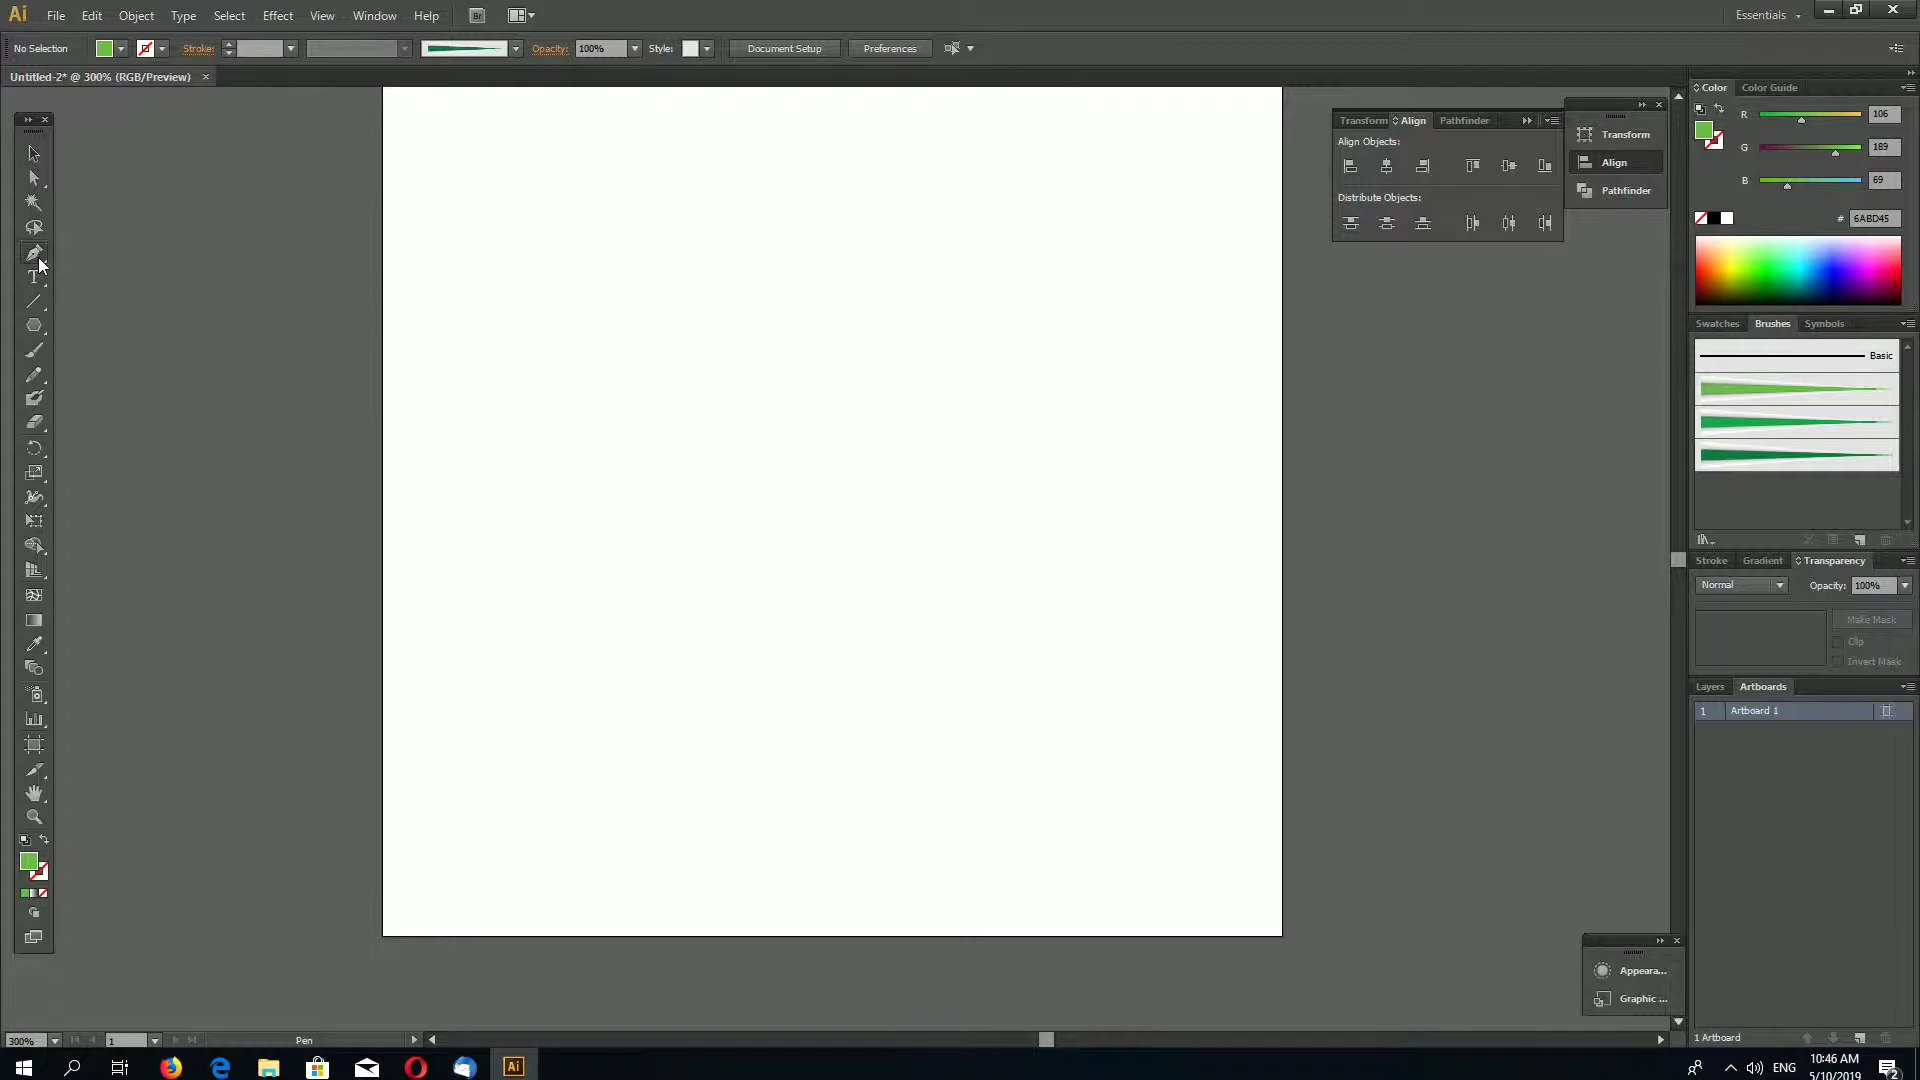 Ai File Edit Object Type Select Effect View Window Help Br Essentials
No Selection Stroke: Opacity: 100% Style: Document Setup Preferences
Untitled-2* @ 300% (RGB/Preview)
Color Color Guide
R 106
G 189
B 69
# 6ABD45
Transform Align Pathfinder
Align Objects:
Distribute Objects:
Transform
Align
Pathfinder
Swatches Brushes Symbols
Basic
Stroke Gradient Transparency
Normal Opacity: 100%
Make Mask
Clip
Invert Mask
Layers Artboards
1 Artboard 1
Appeara...
Graphic ...
1 Artboard
300% 1 Pen
Ai ENG 10:46 AM
5/10/2019 2